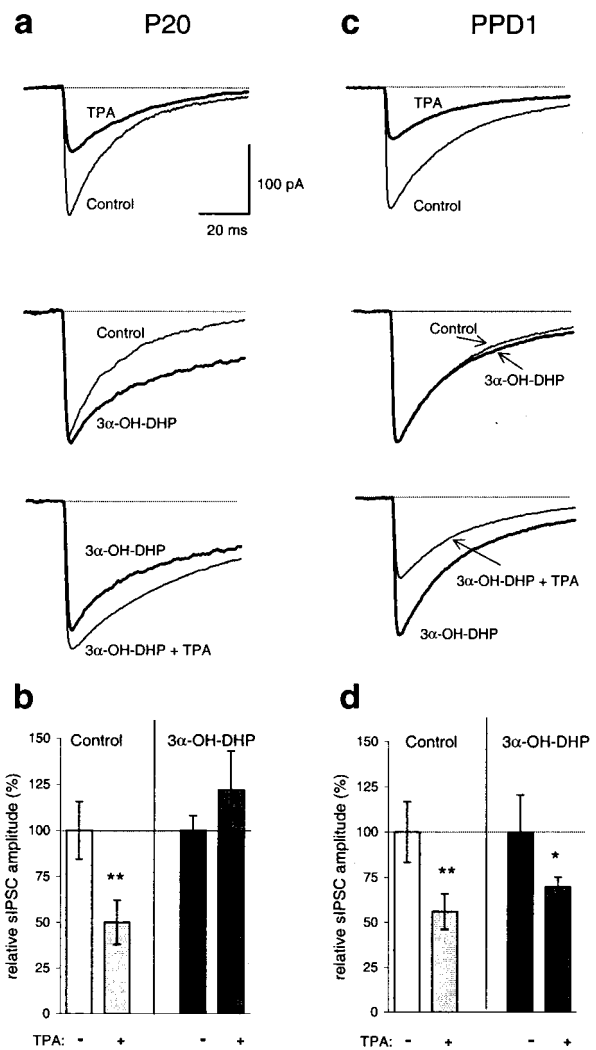 a P20
TPA
Control
100 pA
20 ms
Control
3α-OH-DHP
3α-OH-DHP
3α-OH-DHP + TPA
b
relative sIPSC amplitude (%)
150
125
100
75
50
25
0
Control
3α-OH-DHP
**
TPA: - + - +
c PPD1
TPA
Control
Control
3α-OH-DHP
3α-OH-DHP + TPA
3α-OH-DHP
d
relative sIPSC amplitude (%)
150
125
100
75
50
25
0
Control
3α-OH-DHP
**
*
TPA: - + - +